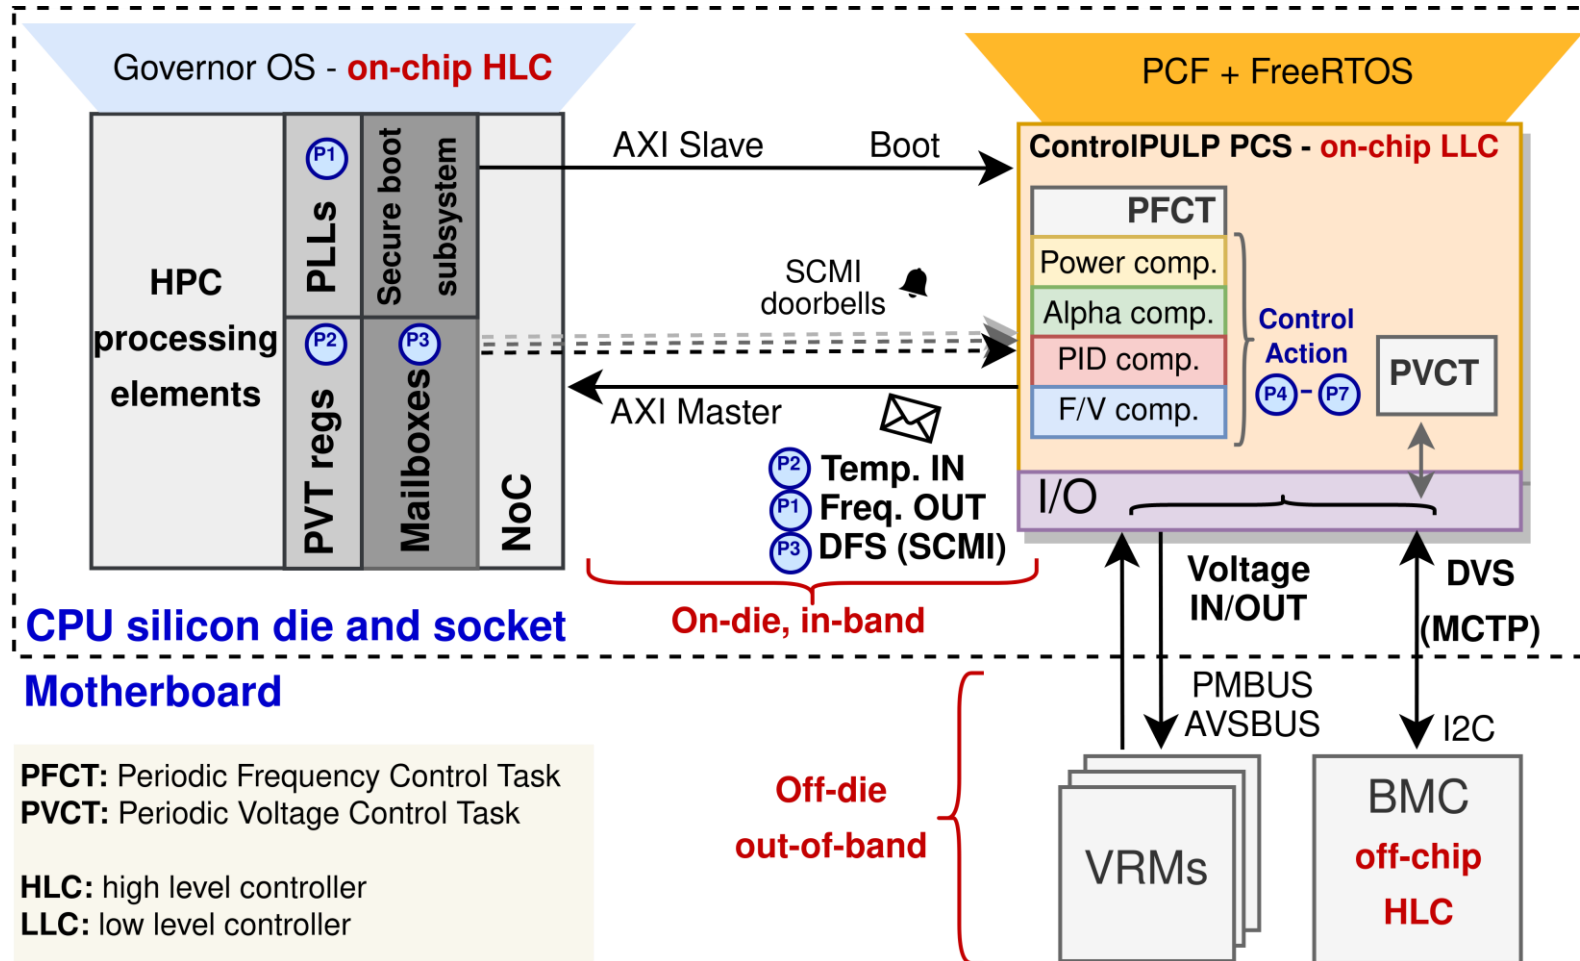 Governor OS - on-chip HLC
PCF + FreeRTOS
HPC
processing
elements
PLLs
P1
Secure boot
subsystem
PVT regs
P2
Mailboxes
P3
NoC
AXI Slave
Boot
SCMI
doorbells
AXI Master
P2 Temp. IN
P1 Freq. OUT
P3 DFS (SCMI)
On-die, in-band
ControlPULP PCS - on-chip LLC
PFCT
Power comp.
Alpha comp.
PID comp.
F/V comp.
Control
Action
P4 - P7
PVCT
I/O
Voltage
IN/OUT
DVS
(MCTP)
CPU silicon die and socket
Motherboard
PMBUS
AVSBUS
I2C
Off-die
out-of-band
VRMs
BMC
off-chip
HLC
PFCT: Periodic Frequency Control Task
PVCT: Periodic Voltage Control Task
HLC: high level controller
LLC: low level controller